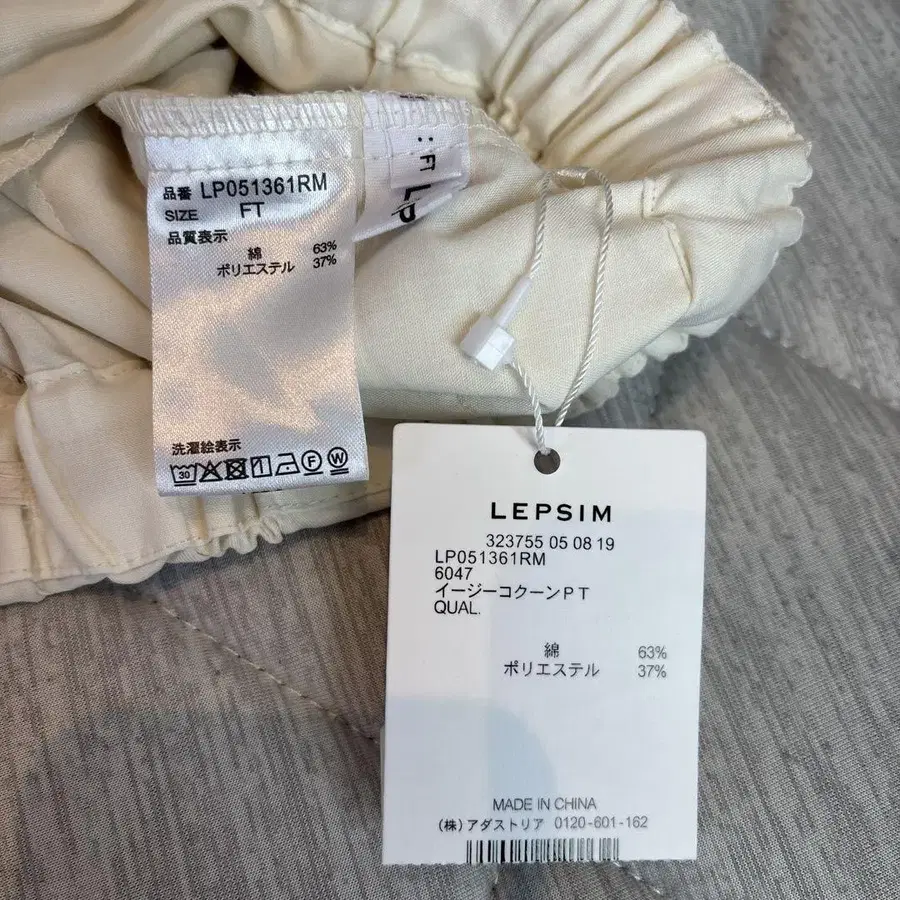 品番 LP051361RM
SIZE FT
品質表示
綿 63%
ポリエステル 37%
洗濯絵表示
30
F
W
: FT
LEPSIM
323755 05 08 19
LP051361RM
6047
イージーコクーンPT
QUAL.
綿 63%
ポリエステル 37%
MADE IN CHINA
(株) アダストリア 0120-601-162